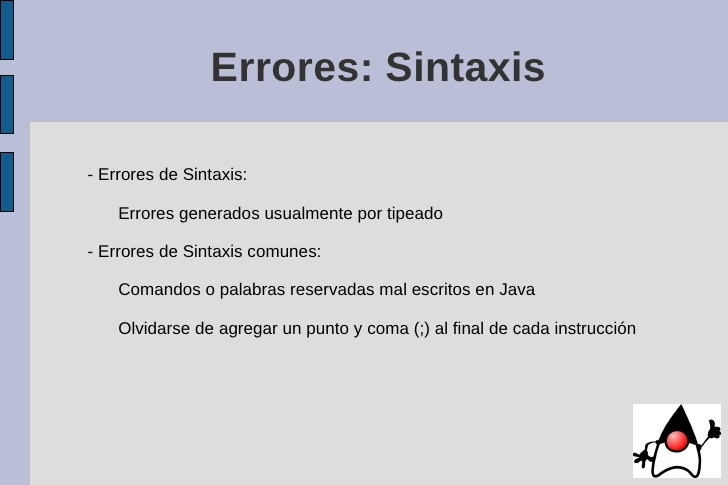 Errores: Sintaxis
- Errores de Sintaxis:
Errores generados usualmente por tipeado
- Errores de Sintaxis comunes:
Comandos o palabras reservadas mal escritos en Java
Olvidarse de agregar un punto y coma (;) al final de cada instrucción